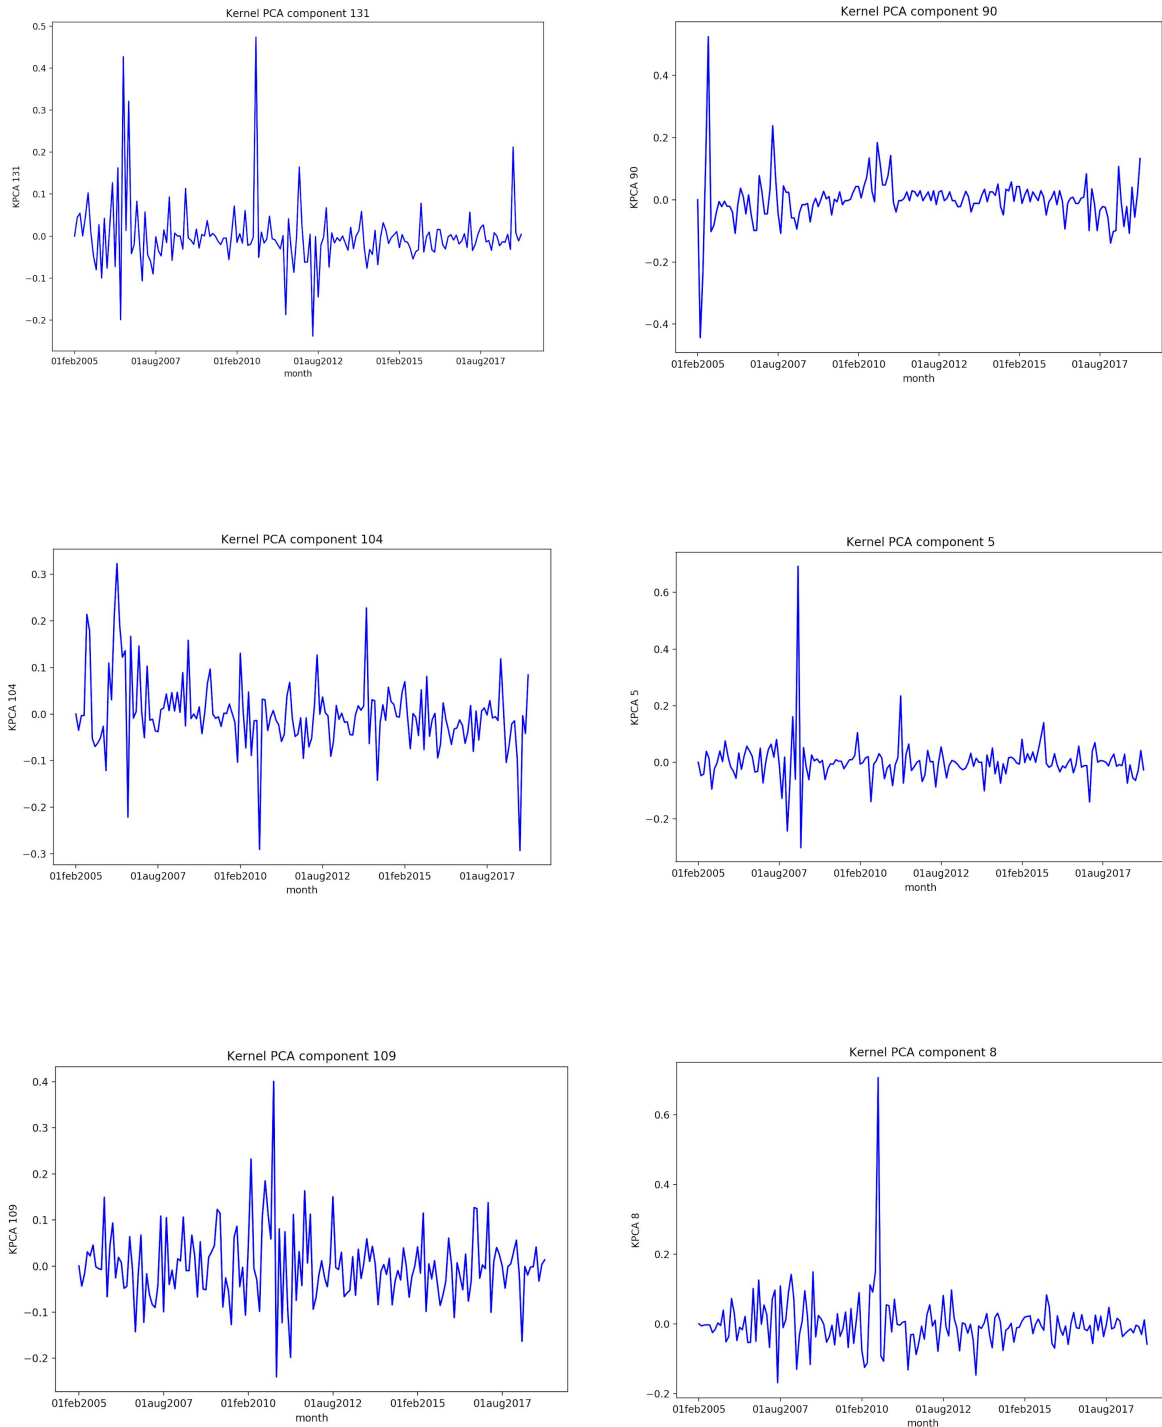 Kernel PCA component 131
0.5
0.4
0.3
0.2
0.1
0.0
−0.1
−0.2
KPCA 131
01feb2005 01aug2007 01feb2010 01aug2012 01feb2015 01aug2017
month
Kernel PCA component 90
0.4
0.2
0.0
−0.2
−0.4
KPCA 90
01feb2005 01aug2007 01feb2010 01aug2012 01feb2015 01aug2017
month
Kernel PCA component 104
0.3
0.2
0.1
0.0
−0.1
−0.2
−0.3
KPCA 104
01feb2005 01aug2007 01feb2010 01aug2012 01feb2015 01aug2017
month
Kernel PCA component 5
0.6
0.4
0.2
0.0
−0.2
KPCA 5
01feb2005 01aug2007 01feb2010 01aug2012 01feb2015 01aug2017
month
Kernel PCA component 109
0.4
0.3
0.2
0.1
0.0
−0.1
−0.2
KPCA 109
01feb2005 01aug2007 01feb2010 01aug2012 01feb2015 01aug2017
month
Kernel PCA component 8
0.6
0.4
0.2
0.0
−0.2
KPCA 8
01feb2005 01aug2007 01feb2010 01aug2012 01feb2015 01aug2017
month